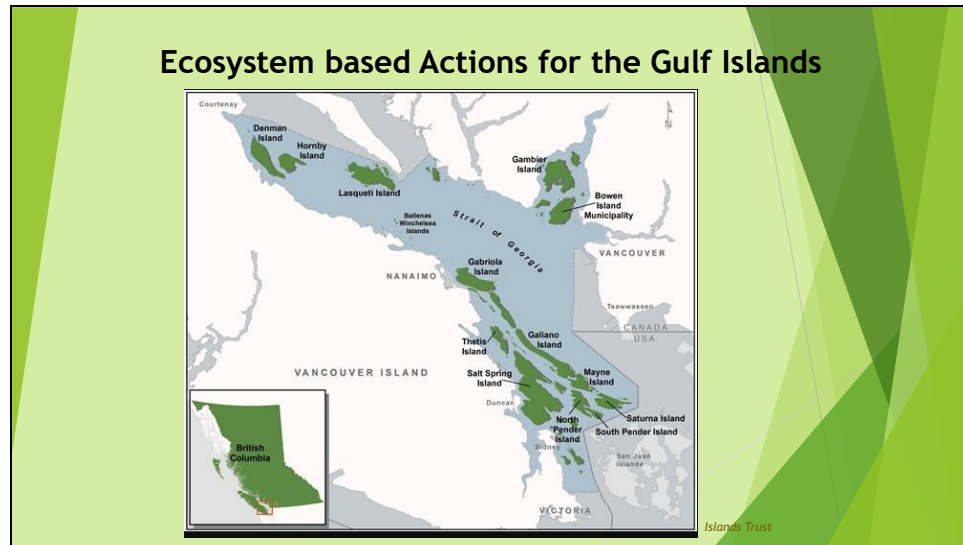 Ecosystem based Actions for the Gulf Islands
Courtenay
Denman
Island
Hornby
Island
Lasqueti Island
Gambier
Island
Bowen
Island
Municipality
Ballenas
Winchelsea
Islands
Strait of Georgia
N
VANCOUVER
Gabriola
Island
NANAIMO
Tsawwassen
CANADA
USA
Thetis
Island
Galiano
Island
VANCOUVER ISLAND
Salt Spring
Island
Mayne
Island
Duncan
Saturna Island
North
Pender
Island
South Pender Island
Sidney
San Juan
Islands
British
Columbia
VICTORIA
Islands Trust